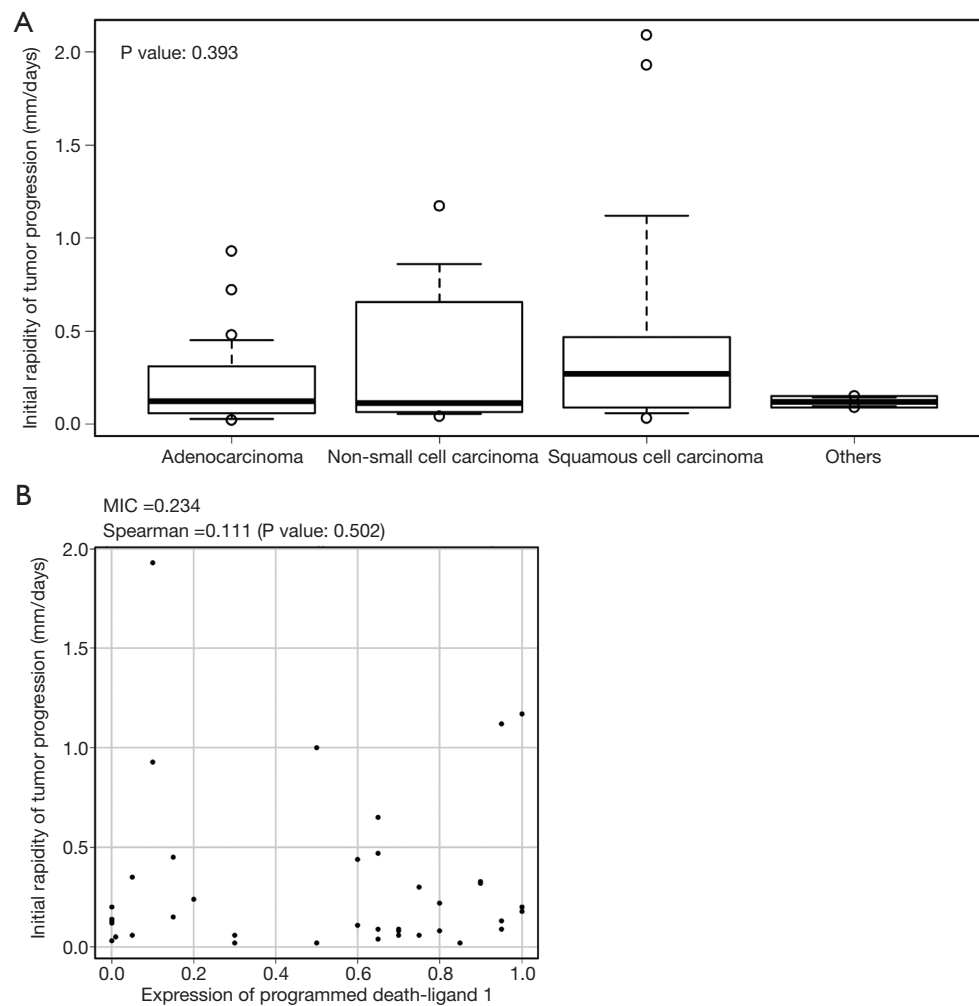 A
Initial rapidity of tumor progression (mm/days)
P value: 0.393
2.0
1.5
1.0
0.5
0.0
Adenocarcinoma Non-small cell carcinoma Squamous cell carcinoma Others
B
MIC =0.234
Spearman =0.111 (P value: 0.502)
Initial rapidity of tumor progression (mm/days)
2.0
1.5
1.0
0.5
0.0
0.0 0.2 0.4 0.6 0.8 1.0
Expression of programmed death-ligand 1